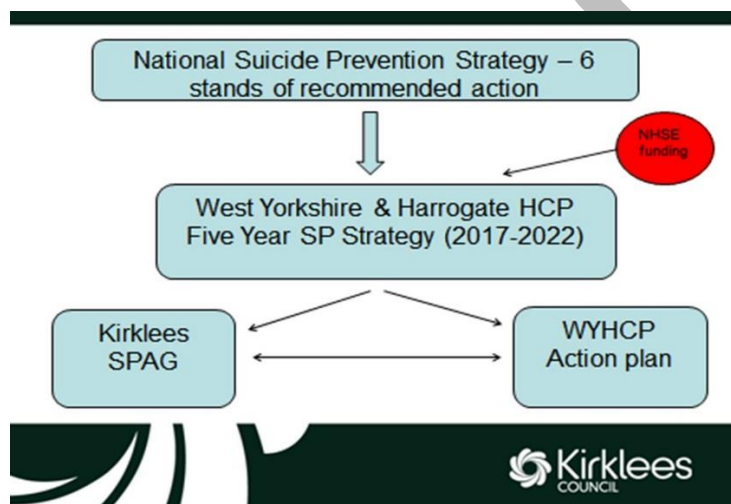 National Suicide Prevention Strategy – 6
stands of recommended action
NHSE
funding
West Yorkshire & Harrogate HCP
Five Year SP Strategy (2017-2022)
Kirklees
SPAG
WYHCP
Action plan
Kirklees
COUNCIL